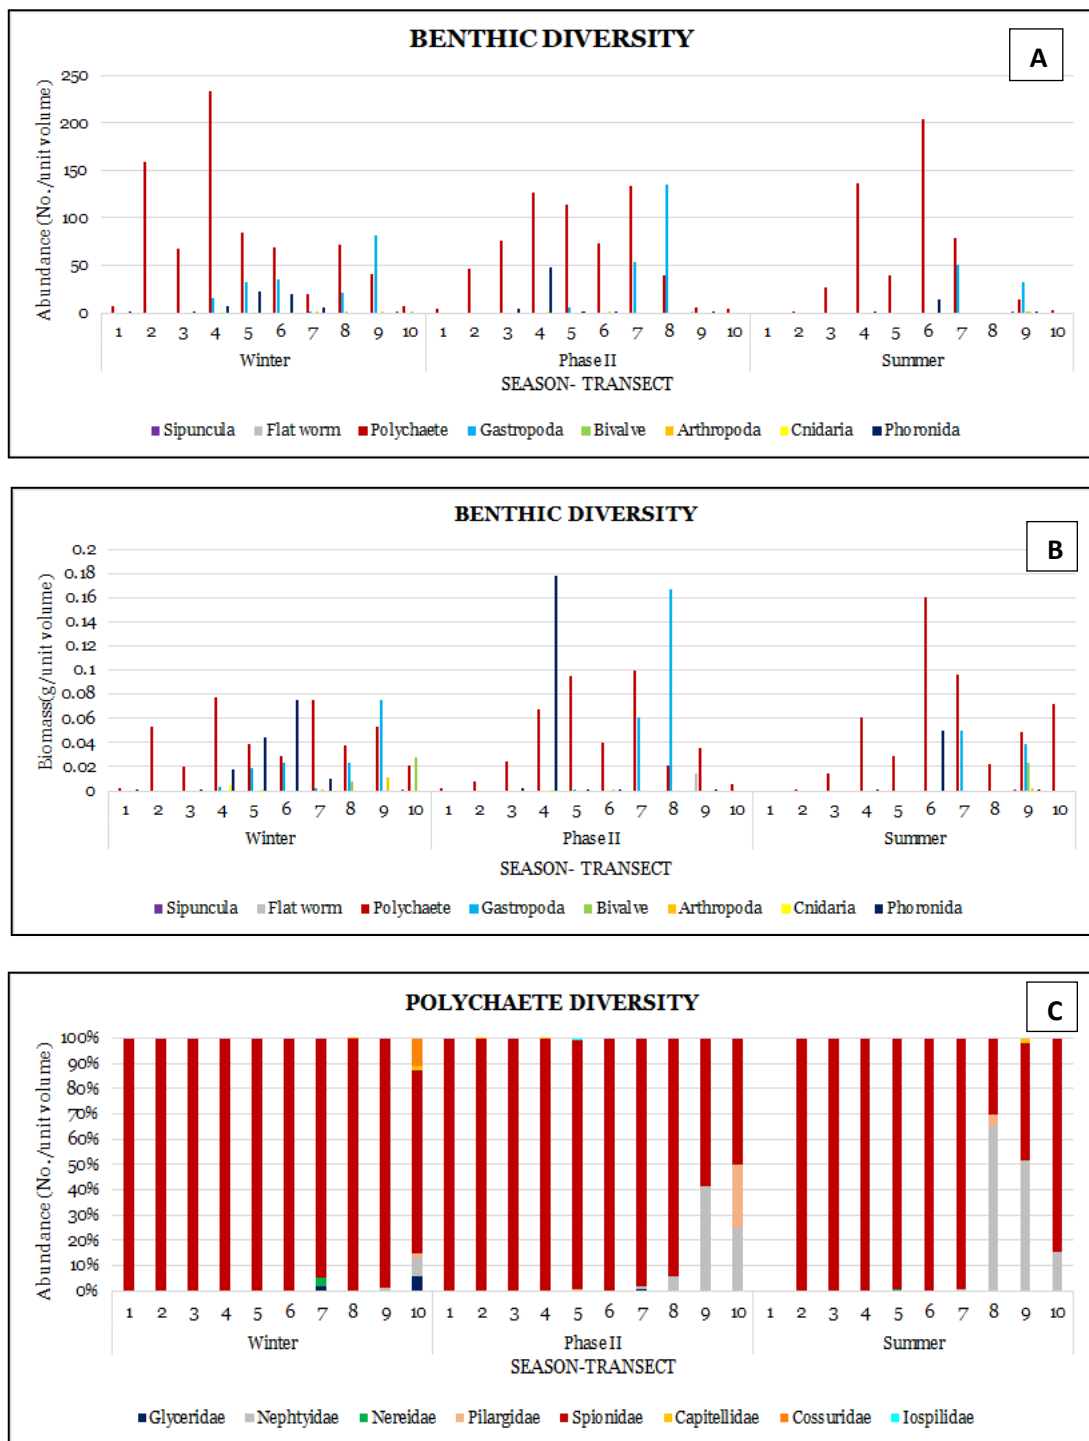 BENTHIC DIVERSITY
A
Abundance (No./unit volume)
250
200
150
100
50
0
1 2 3 4 5 6 7 8 9 10 1 2 3 4 5 6 7 8 9 10 1 2 3 4 5 6 7 8 9 10
Winter Phase II Summer
SEASON- TRANSECT
Sipuncula Flat worm Polychaete Gastropoda Bivalve Arthropoda Cnidaria Phoronida
BENTHIC DIVERSITY
B
Biomass(g/unit volume)
0.2
0.18
0.16
0.14
0.12
0.1
0.08
0.06
0.04
0.02
0
1 2 3 4 5 6 7 8 9 10 1 2 3 4 5 6 7 8 9 10 1 2 3 4 5 6 7 8 9 10
Winter Phase II Summer
SEASON- TRANSECT
Sipuncula Flat worm Polychaete Gastropoda Bivalve Arthropoda Cnidaria Phoronida
POLYCHAETE DIVERSITY
C
Abundance (No./unit volume)
100%
90%
80%
70%
60%
50%
40%
30%
20%
10%
0%
1 2 3 4 5 6 7 8 9 10 1 2 3 4 5 6 7 8 9 10 2 3 4 5 6 7 8 9 10
Winter Phase II Summer
SEASON-TRANSECT
Glyceridae Nephtyidae Nereidae Pilargidae Spionidae Capitellidae Cossuridae Iospilidae